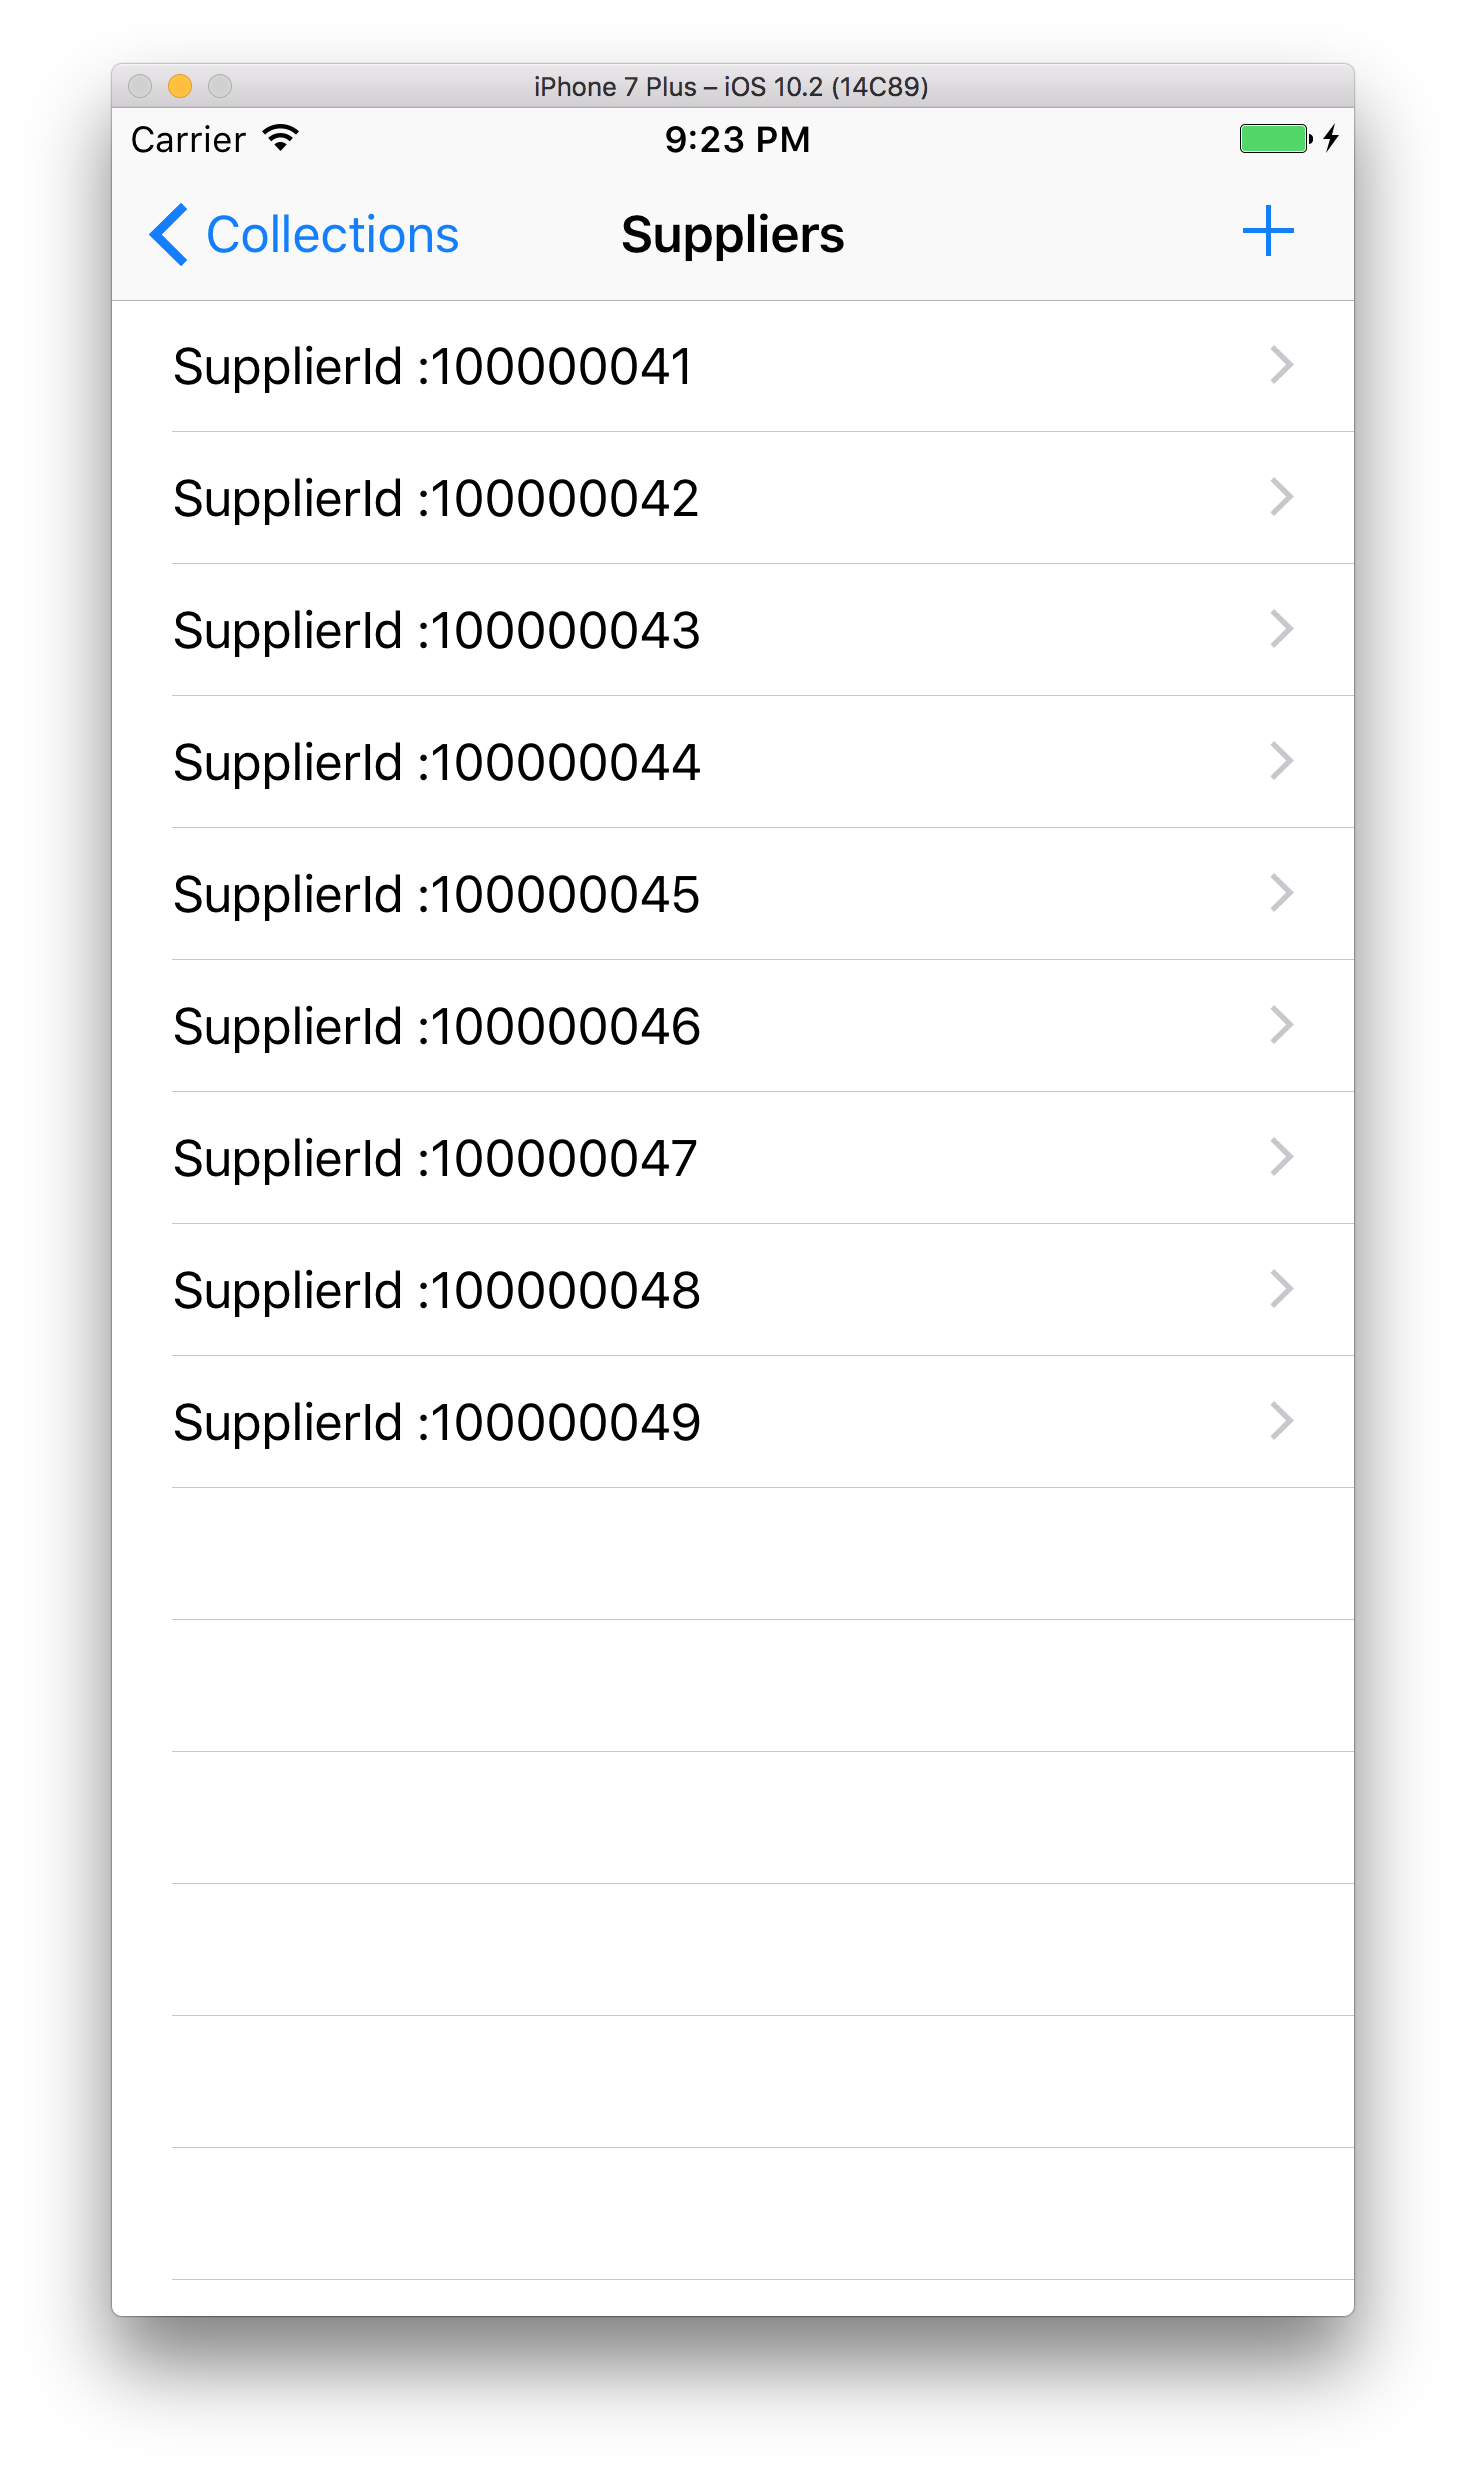 iPhone 7 Plus – iOS 10.2 (14C89)
Carrier 9:23 PM
Collections Suppliers
SupplierId :100000041
SupplierId :100000042
SupplierId :100000043
SupplierId :100000044
SupplierId :100000045
SupplierId :100000046
SupplierId :100000047
SupplierId :100000048
SupplierId :100000049